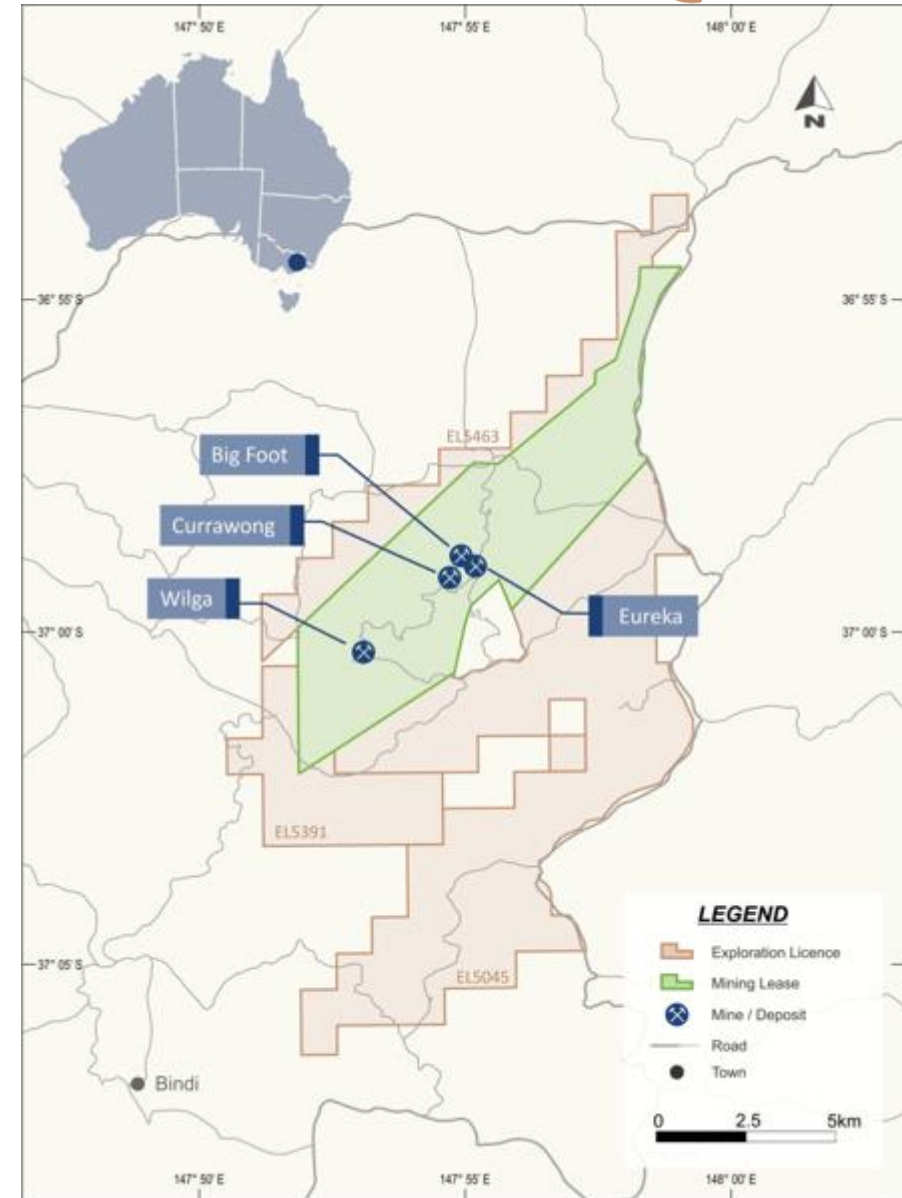 147° 50' E
147° 55' E
148° 00' E
N
36° 55' S
36° 55' S
EL5463
Big Foot
Currawong
Wilga
Eureka
37° 00' S
37° 00' S
EL5391
LEGEND
Exploration Licence
Mining Lease
Mine / Deposit
Road
Town
0 2.5 5km
37° 05' S
EL5045
Bindi
147° 50' E
147° 55' E
148° 00' E